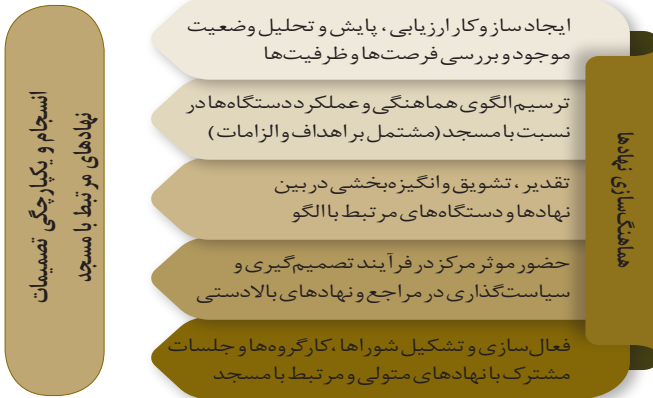 هماهنگ‌سازی نهادها
ایجاد ساز و کار ارزیابی، پایش و تحلیل وضعیت
موجود و بررسی فرصت‌ها و ظرفیت‌ها
ترسیم الگوی هماهنگی و عملکرد دستگاه‌ها در
نسبت با مسجد (مشتمل بر اهداف و الزامات)
تقدیر، تشویق و انگیزه‌بخشی در بین
نهادها و دستگاه‌های مرتبط با الگو
حضور موثر مرکز در فرآیند تصمیم‌گیری و
سیاست‌گذاری در مراجع و نهادهای بالادستی
فعال‌سازی و تشکیل شوراها، کارگروه‌ها و جلسات
مشترک با نهادهای متولی و مرتبط با مسجد
انسجام و یکپارچگی تصمیمات
نهادهای مرتبط با مسجد